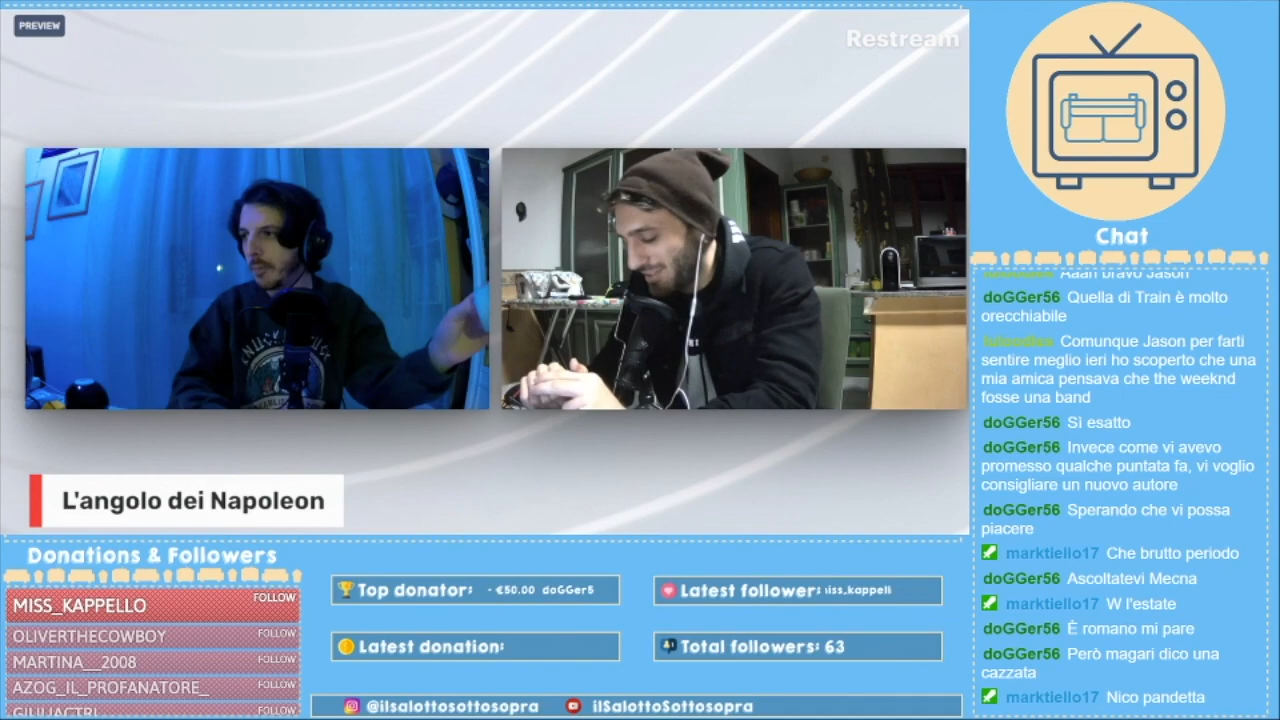 PREVIEW
Restream
L'angolo dei Napoleon
Donations & Followers
MISS_KAPPELLO FOLLOW
OLIVERTHECOWBOY FOLLOW
MARTINA__2008 FOLLOW
AZOG_IL_PROFANATORE_ FOLLOW
FOLLOW
Top donator: - €50.00 doGGer5
Latest follower: iss_kappell
Latest donation:
Total followers: 63
@ilsalottosottosopra ilSalottoSottosopra
Chat
Aaah bravo Jason
doGGer56 Quella di Train è molto
orecchiabile
Comunque Jason per farti
sentire meglio ieri ho scoperto che una
mia amica pensava che the weeknd
fosse una band
doGGer56 Sì esatto
doGGer56 Invece come vi avevo
promesso qualche puntata fa, vi voglio
consigliare un nuovo autore
doGGer56 Sperando che vi possa
piacere
marktiello17 Che brutto periodo
doGGer56 Ascoltatevi Mecna
marktiello17 W l'estate
doGGer56 È romano mi pare
doGGer56 Però magari dico una
cazzata
marktiello17 Nico pandetta